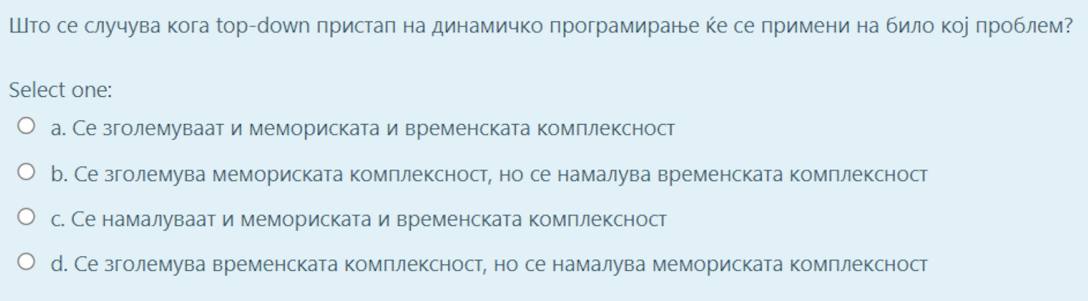 Што се случува кога top-down пристап на динамичко програмирање ќе се примени на било кој проблем?
Select one:
a. Се зголемуваат и мемориската и временската комплексност
b. Се зголемува мемориската комплексност, но се намалува временската комплексност
c. Се намалуваат и мемориската и временската комплексност
d. Се зголемува временската комплексност, но се намалува мемориската комплексност